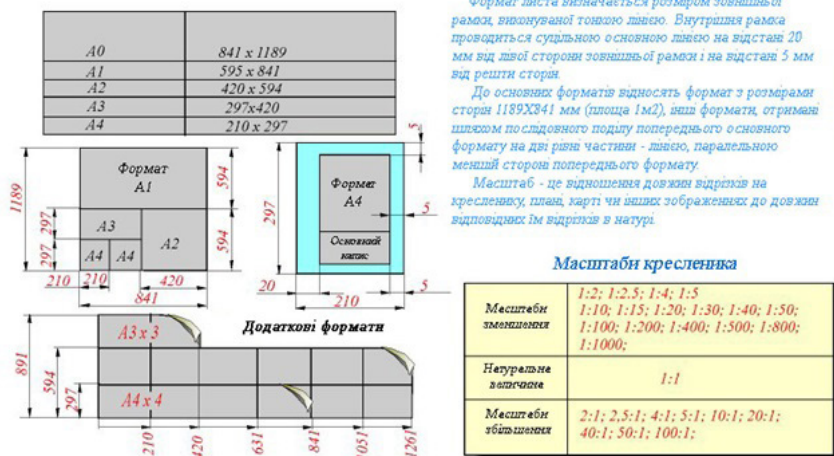 A0 841 x 1189
A1 595 x 841
A2 420 x 594
A3 297x420
A4 210 x 297
Формат листа визначається розміром зовнішньої
рамки, виконуваної тонкою лінією. Внутрішня рамка
проводиться суцільною основною лінією на відстані 20
мм від лівої сторони зовнішньої рамки і на відстані 5 мм
від решти сторін.
До основних форматів відносять формат з розмірами
сторін 1189X841 мм (площа 1м2), інші формати, отримані
шляхом послідовного поділу попереднього основного
формату на дві рівні частини - лінією, паралельною
меншій стороні попереднього формату.
Масштаб - це відношення довжин відрізків на
кресленику, плані, карті чи інших зображеннях до довжин
відповідних їм відрізків в натурі.
1189
297
297
Формат
A1
A3
A4
A4
A2
594
594
210
210
420
841
297
Формат
A4
Основний
напис
5
5
20
210
5
Додаткові формати
891
594
297
A3 x 3
A4 x 4
210
420
631
841
1051
1261
Масштаби кресленика
Масштаби
зменшення
1:2; 1:2.5; 1:4; 1:5
1:10; 1:15; 1:20; 1:30; 1:40; 1:50;
1:100; 1:200; 1:400; 1:500; 1:800;
1:1000;
Натуральна
величина
1:1
Масштаби
збільшення
2:1; 2,5:1; 4:1; 5:1; 10:1; 20:1;
40:1; 50:1; 100:1;